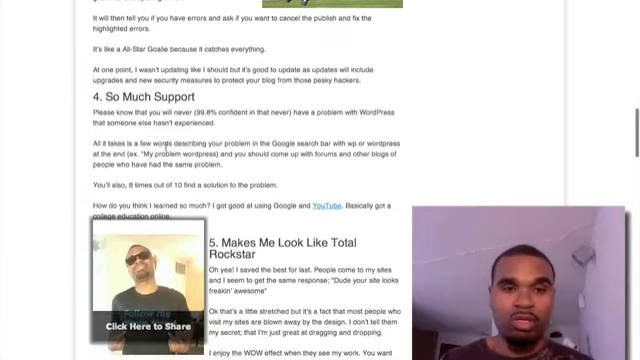 It will then tell you if you have errors and ask if you want to cancel the publish and fix the
highlighted errors.
It's like a All-Star Goalie because it catches everything.
At one point, I wasn't updating like I should but it's good to update as updates will include
upgrades and new security measures to protect your blog from those pesky hackers.
4. So Much Support
Please know that you will never (99.8% confident in that never) have a problem with WordPress
that someone else hasn't experienced.
All it takes is a few words describing your problem in the Google search bar with wp or wordpress
at the end (ex. "My problem wordpress) and you should come up with forums and other blogs of
people who have had the same problem.
You'll also, 8 times out of 10 find a solution to the problem.
How do you think I learned so much? I got good at using Google and YouTube. Basically got a
college education online.
5. Makes Me Look Like Total
Rockstar
Oh yea! I saved the best for last. People come to my sites
and I seem to get the same response; "Dude your site looks
freakin' awesome"
Ok that's a little stretched but it's a fact that most people who
visit my sites are blown away by the design. I don't tell them
my secret; that I'm just great at dragging and dropping.
I enjoy the WOW effect when they see my work. You want
Follow me
Click Here to Share